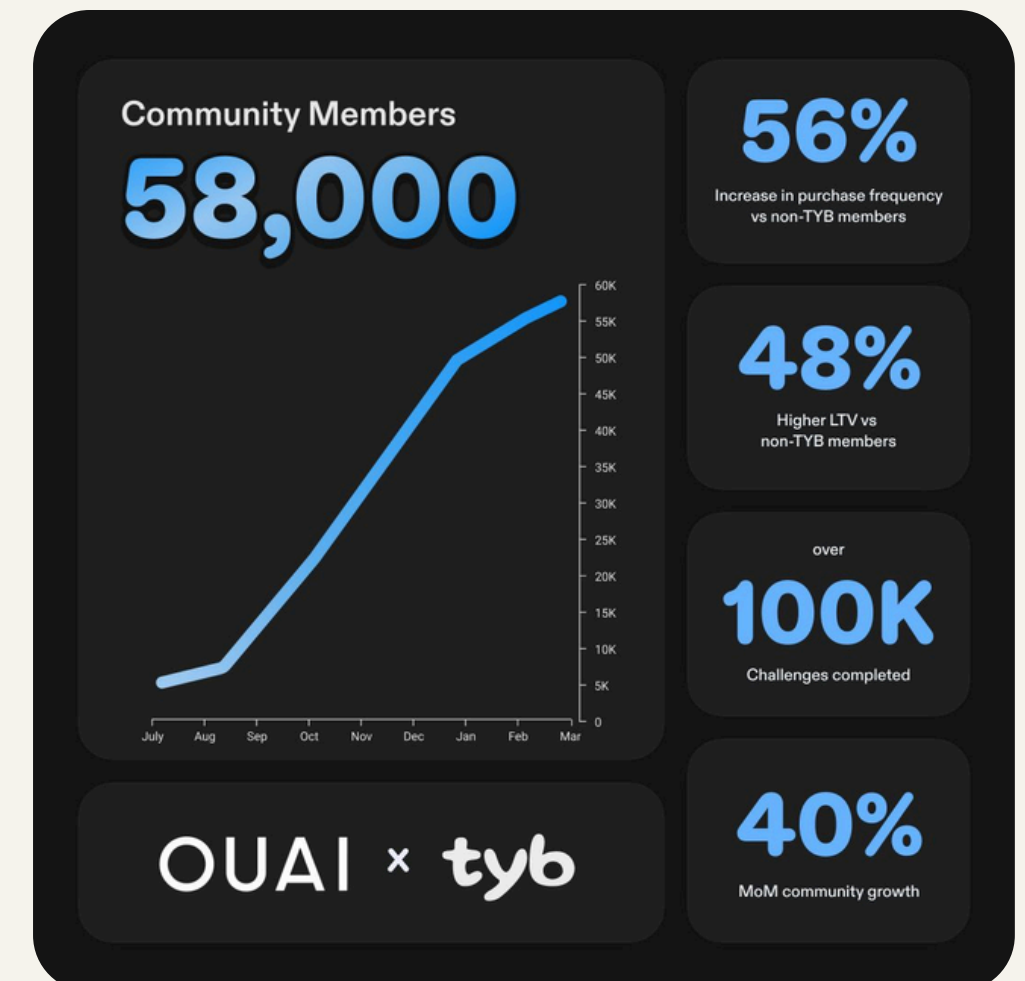 Community Members
58,000
60K
55K
50K
45K
40K
35K
30K
25K
20K
15K
10K
5K
0
July Aug Sep Oct Nov Dec Jan Feb Mar
OUAI x tyb
56%
Increase in purchase frequency
vs non-TYB members
48%
Higher LTV vs
non-TYB members
over
100K
Challenges completed
40%
MoM community growth